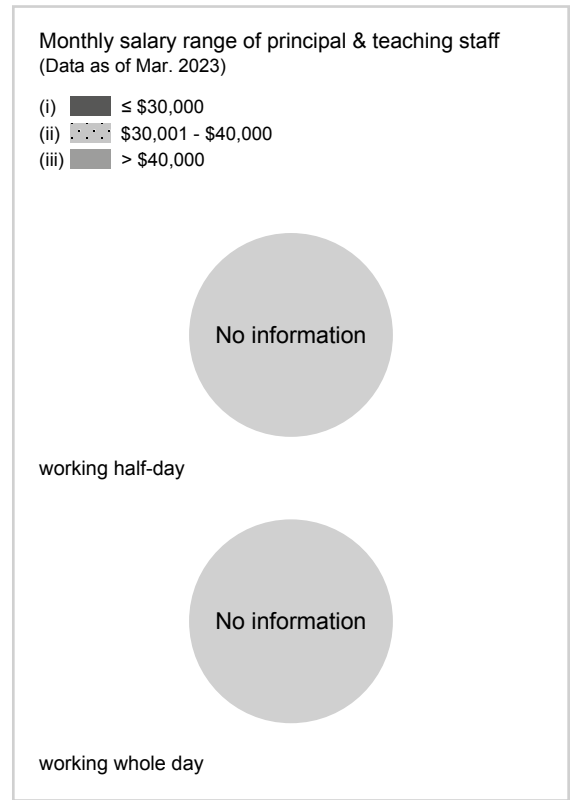 Monthly salary range of principal & teaching staff
(Data as of Mar. 2023)
(i) ≤ $30,000
(ii) $30,001 - $40,000
(iii) > $40,000
No information
working half-day
No information
working whole day